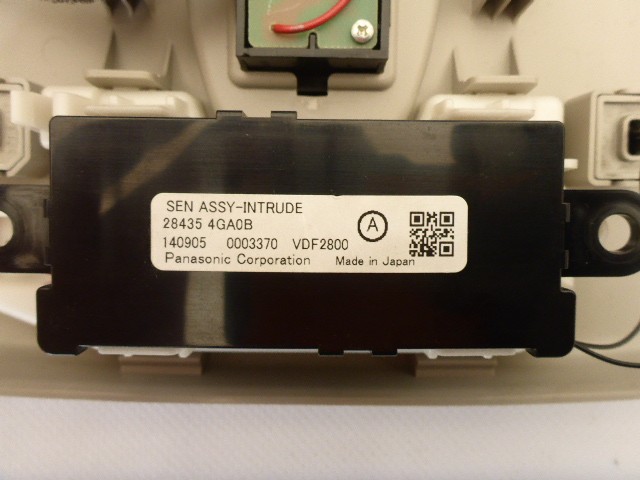 SEN ASSY-INTRUDE
28435 4GA0B
A
140905 0003370 VDF2800
Panasonic Corporation Made in Japan